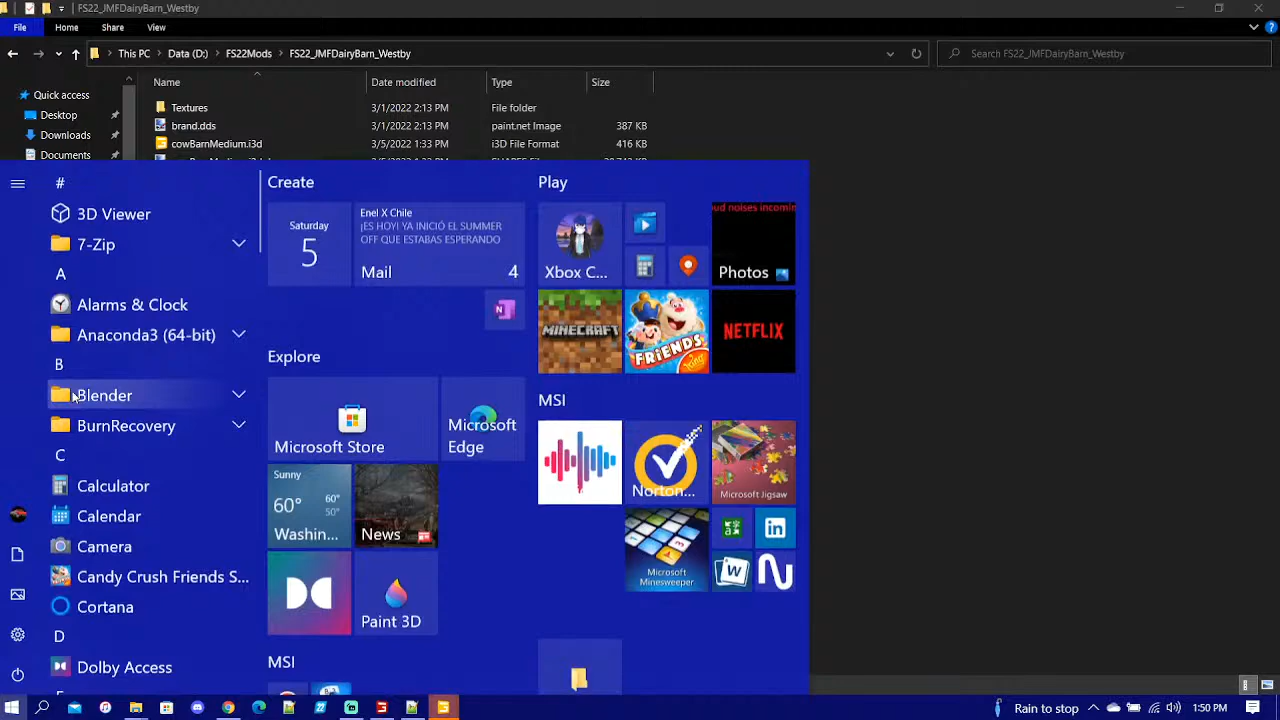 FS22_JMFDairyBarn_Westby
File Home Share View
This PC Data (D:) FS22Mods FS22_JMFDairyBarn_Westby
Search FS22_JMFDairyBarn_Westby
Name Date modified Type Size
Quick access
Desktop
Downloads
Documents
Textures 3/1/2022 2:13 PM File folder
brand.dds 3/1/2022 2:13 PM paint.net Image 387 KB
cowBarnMedium.i3d 3/5/2022 1:33 PM i3D File Format 416 KB
#
3D Viewer
7-Zip
A
Alarms & Clock
Anaconda3 (64-bit)
B
Blender
BurnRecovery
C
Calculator
Calendar
Camera
Candy Crush Friends S...
Cortana
D
Dolby Access
Create
Saturday
5
Enel X Chile
¡ES HOY! YA INICIÓ EL SUMMER
OFF QUE ESTABAS ESPERANDO
Mail 4
N
Explore
Microsoft Store
Microsoft
Edge
Sunny
60° 60°
50°
Washin...
News
Paint 3D
MSI
Play
Xbox C...
oud noises incomin
Photos
MINECRAFT
FRIENDS
King
NETFLIX
MSI
Norton...
Microsoft Jigsaw
Microsoft
Minesweeper
in
W
Rain to stop
1:50 PM